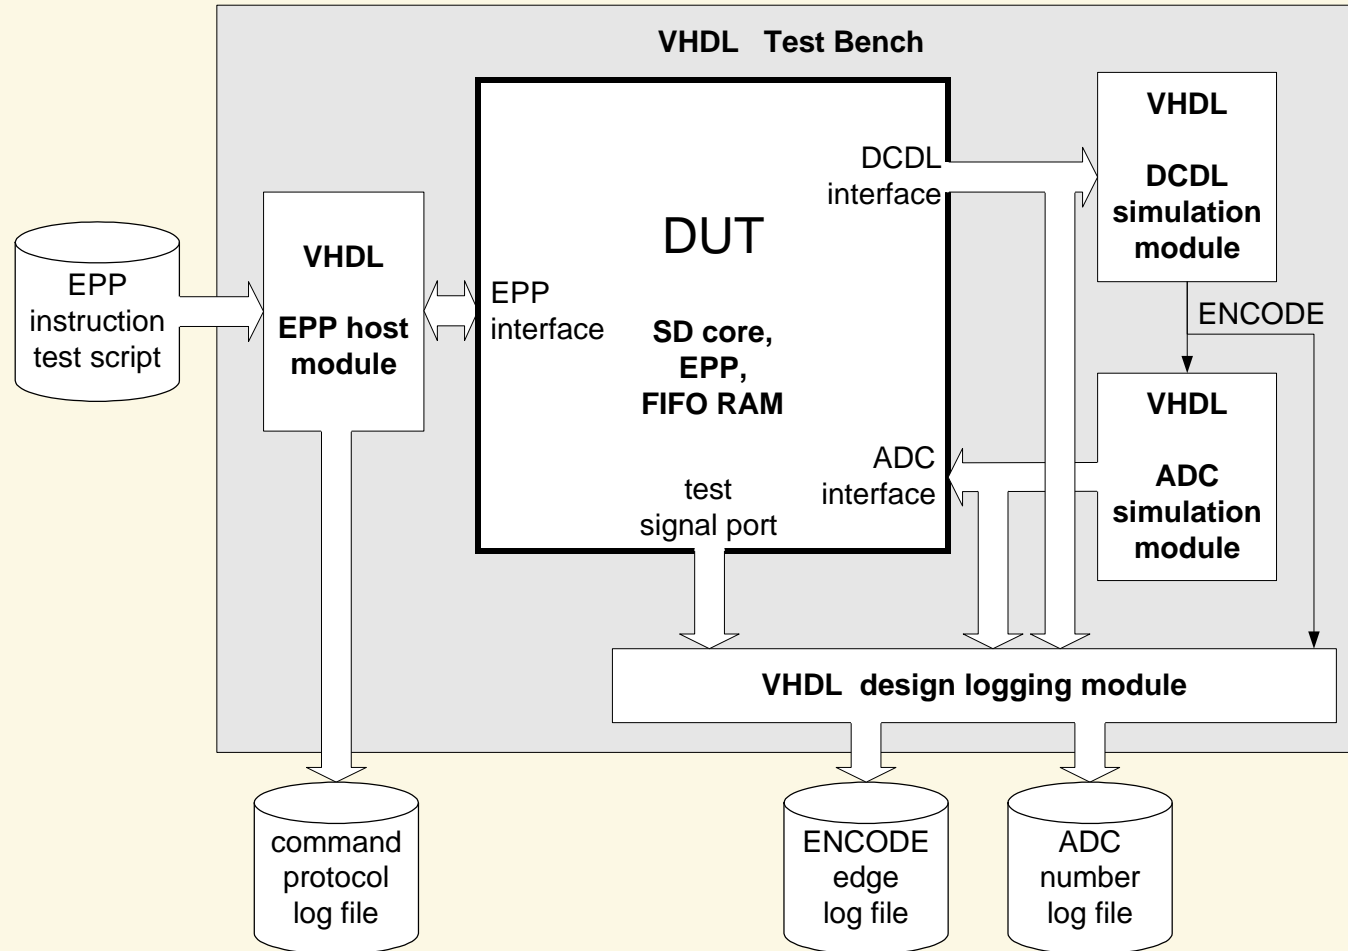 VHDL Test Bench
EPP
instruction
test script
VHDL
EPP host
module
EPP
interface
DUT
SD core,
EPP,
FIFO RAM
DCDL
interface
ADC
interface
test
signal port
VHDL
DCDL
simulation
module
ENCODE
VHDL
ADC
simulation
module
VHDL design logging module
command
protocol
log file
ENCODE
edge
log file
ADC
number
log file